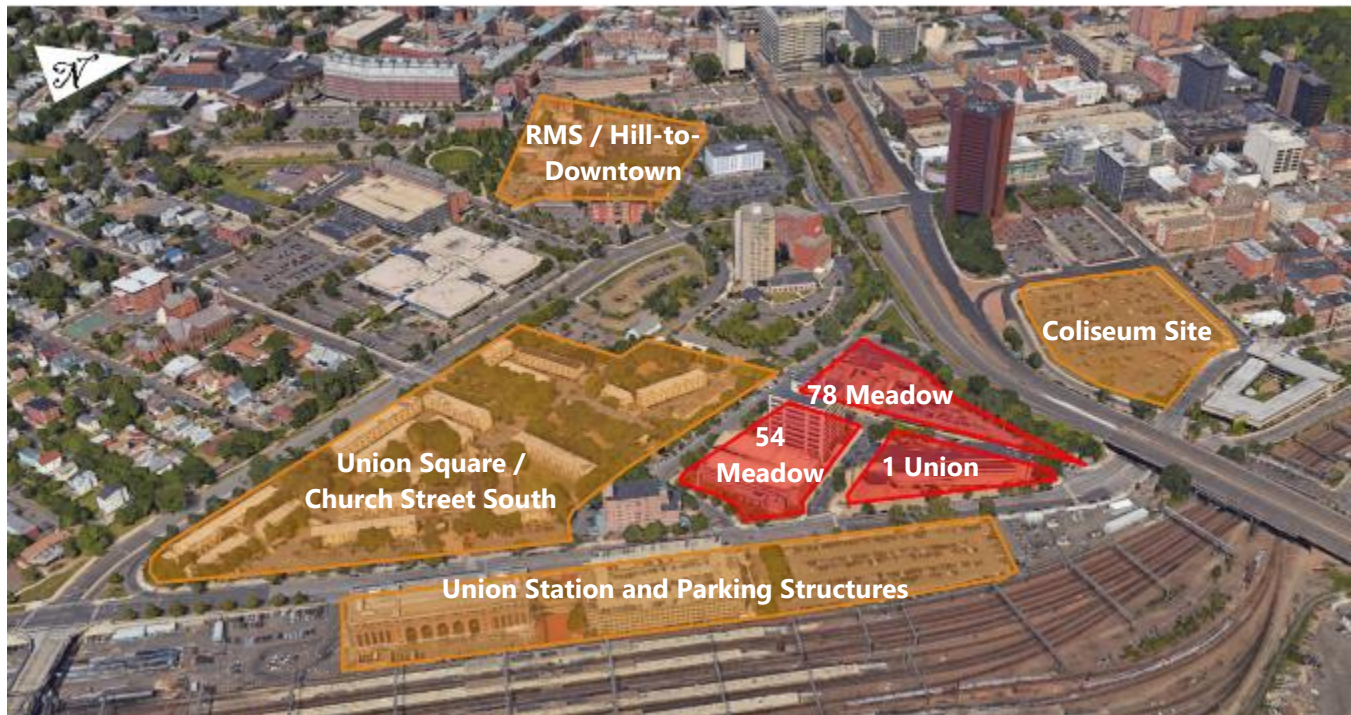 N
RMS / Hill-to-
Downtown
Coliseum Site
78 Meadow
54
Meadow
1 Union
Union Square /
Church Street South
Union Station and Parking Structures